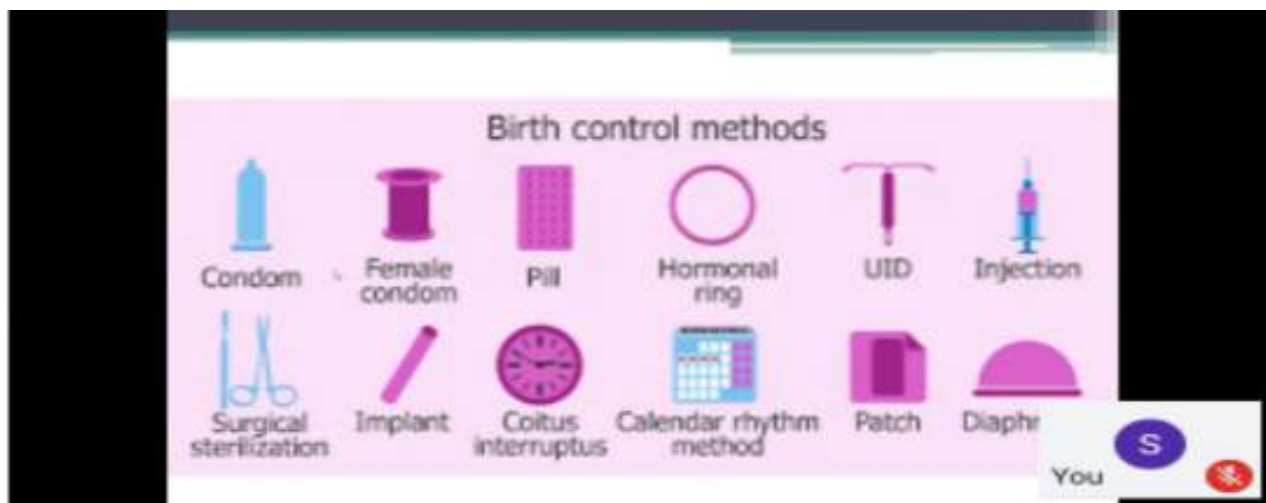 Birth control methods
Condom
Female
condom
Pill
Hormonal
ring
UID
Injection
Surgical
sterilization
Implant
Coitus
interruptus
Calendar rhythm
method
Patch
Diaphr
You
S